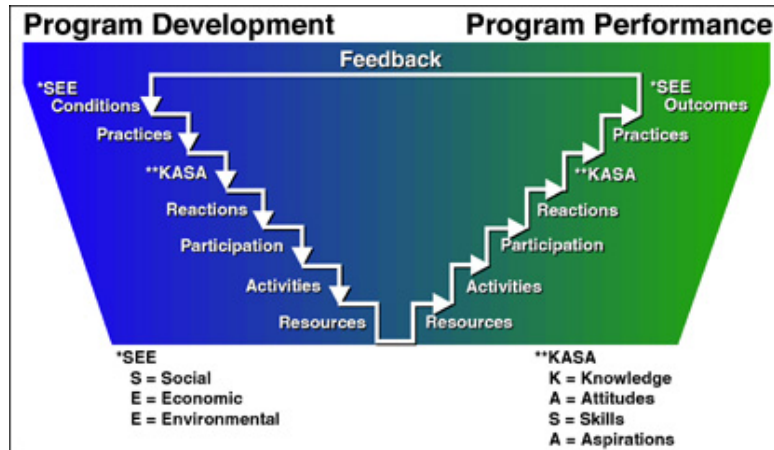 Program Development
Program Performance
Feedback
*SEE
Conditions
Practices
**KASA
Reactions
Participation
Activities
Resources
*SEE
Outcomes
Practices
**KASA
Reactions
Participation
Activities
Resources
*SEE
S = Social
E = Economic
E = Environmental
**KASA
K = Knowledge
A = Attitudes
S = Skills
A = Aspirations